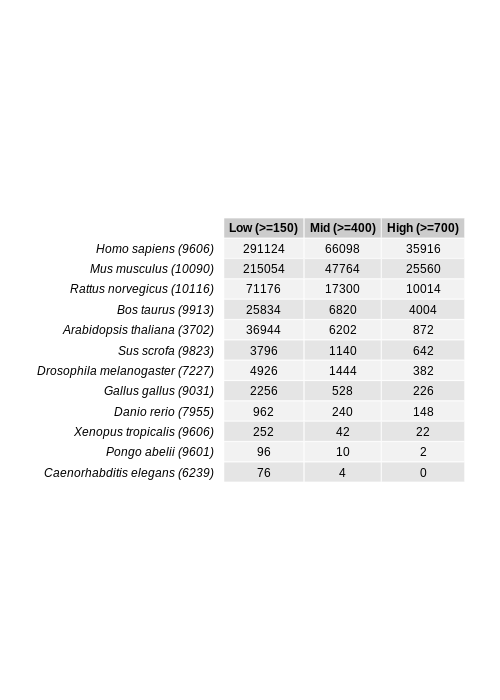 Low (>=150) Mid (>=400) High (>=700)
Homo sapiens (9606) 291124 66098 35916
Mus musculus (10090) 215054 47764 25560
Rattus norvegicus (10116) 71176 17300 10014
Bos taurus (9913) 25834 6820 4004
Arabidopsis thaliana (3702) 36944 6202 872
Sus scrofa (9823) 3796 1140 642
Drosophila melanogaster (7227) 4926 1444 382
Gallus gallus (9031) 2256 528 226
Danio rerio (7955) 962 240 148
Xenopus tropicalis (9606) 252 42 22
Pongo abelii (9601) 96 10 2
Caenorhabditis elegans (6239) 76 4 0